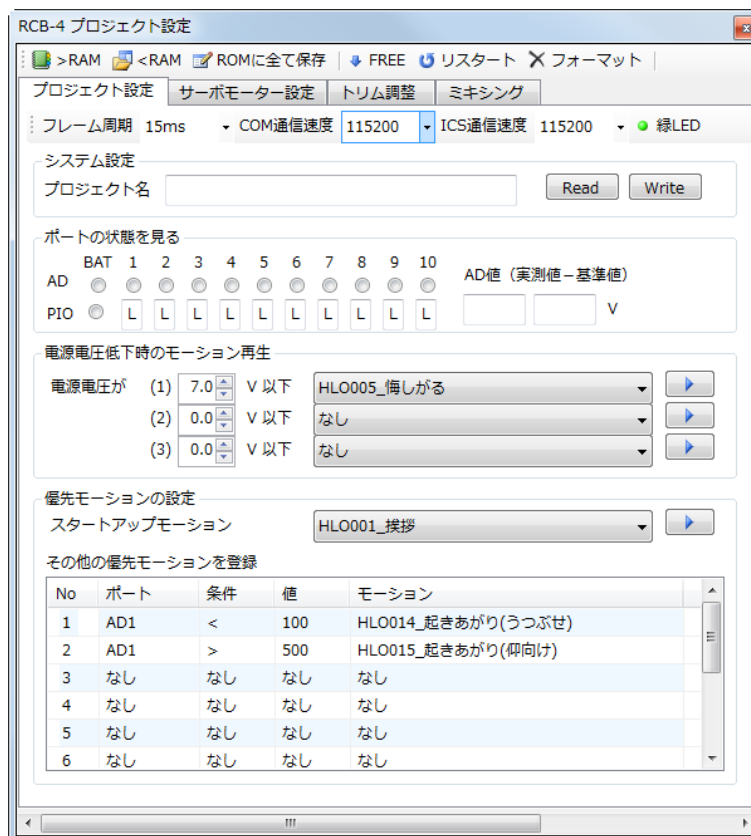 RCB-4 プロジェクト設定
>RAM <RAM ROMに全て保存 FREE リスタート フォーマット
プロジェクト設定 サーボモーター設定 トリム調整 ミキシング
フレーム周期 15ms COM通信速度 115200 ICS通信速度 115200 緑LED
システム設定
プロジェクト名 Read Write
ポートの状態を見る
BAT 1 2 3 4 5 6 7 8 9 10
AD AD値（実測値－基準値）
PIO L L L L L L L L L L V
電源電圧低下時のモーション再生
電源電圧が (1) 7.0 V 以下 HLO005_悔しがる
(2) 0.0 V 以下 なし
(3) 0.0 V 以下 なし
優先モーションの設定
スタートアップモーション HLO001_挨拶
その他の優先モーションを登録
No ポート 条件 値 モーション
1 AD1 < 100 HLO014_起きあがり(うつぶせ)
2 AD1 > 500 HLO015_起きあがり(仰向け)
3 なし なし なし なし
4 なし なし なし なし
5 なし なし なし なし
6 なし なし なし なし